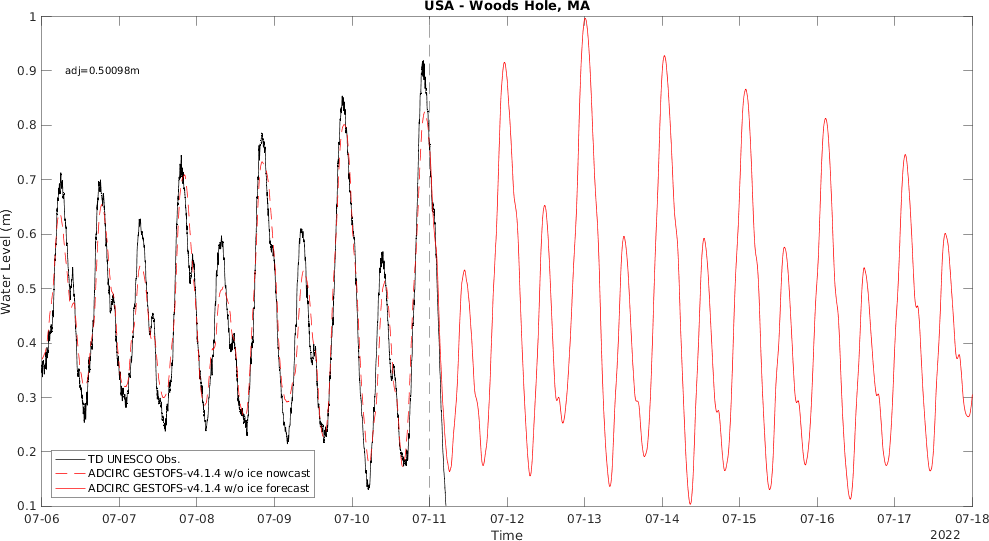 USA - Woods Hole, MA
1
0.9
0.8
0.7
0.6
0.5
0.4
0.3
0.2
0.1
Water Level (m)
adj=0.50098m
TD UNESCO Obs.
ADCIRC GESTOFS-v4.1.4 w/o ice nowcast
ADCIRC GESTOFS-v4.1.4 w/o ice forecast
07-06 07-07 07-08 07-09 07-10 07-11 07-12 07-13 07-14 07-15 07-16 07-17 07-18
Time
2022